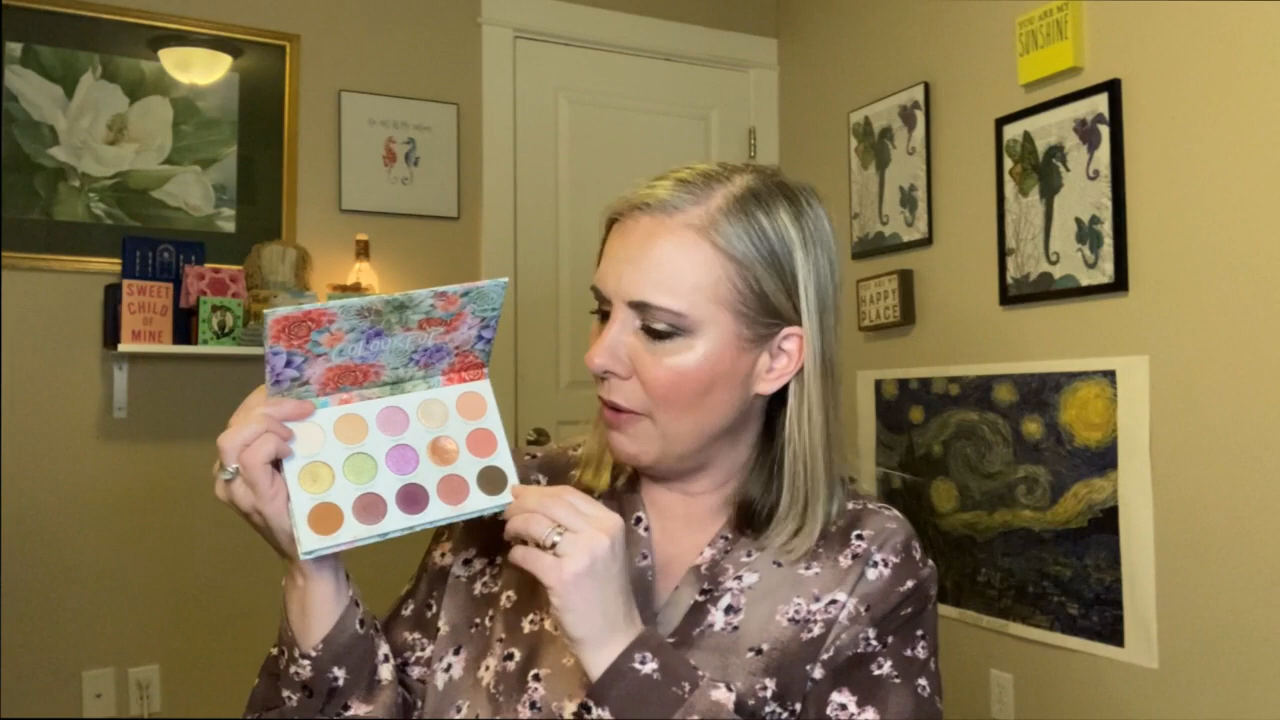 YOU ARE MY
SUNSHINE
YOU ARE MY
HAPPY
PLACE
SWEET
CHILD
OF
MINE
COLOURPOP